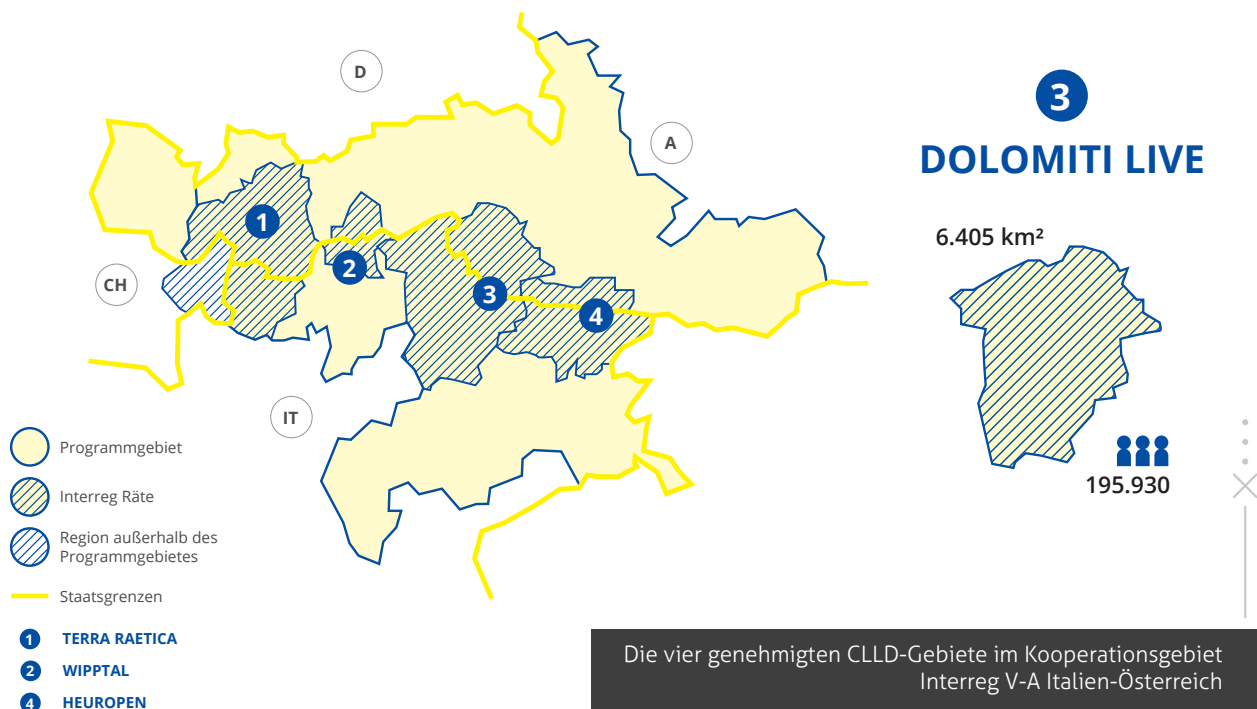 D
A
CH
IT
1
2
3
4
Programmgebiet
Interreg Räte
Region außerhalb des
Programmgebietes
Staatsgrenzen
1 TERRA RAETICA
2 WIPPTAL
4 HEUROPEN
3
DOLOMITI LIVE
6.405 km²
195.930
Die vier genehmigten CLLD-Gebiete im Kooperationsgebiet
Interreg V-A Italien-Österreich